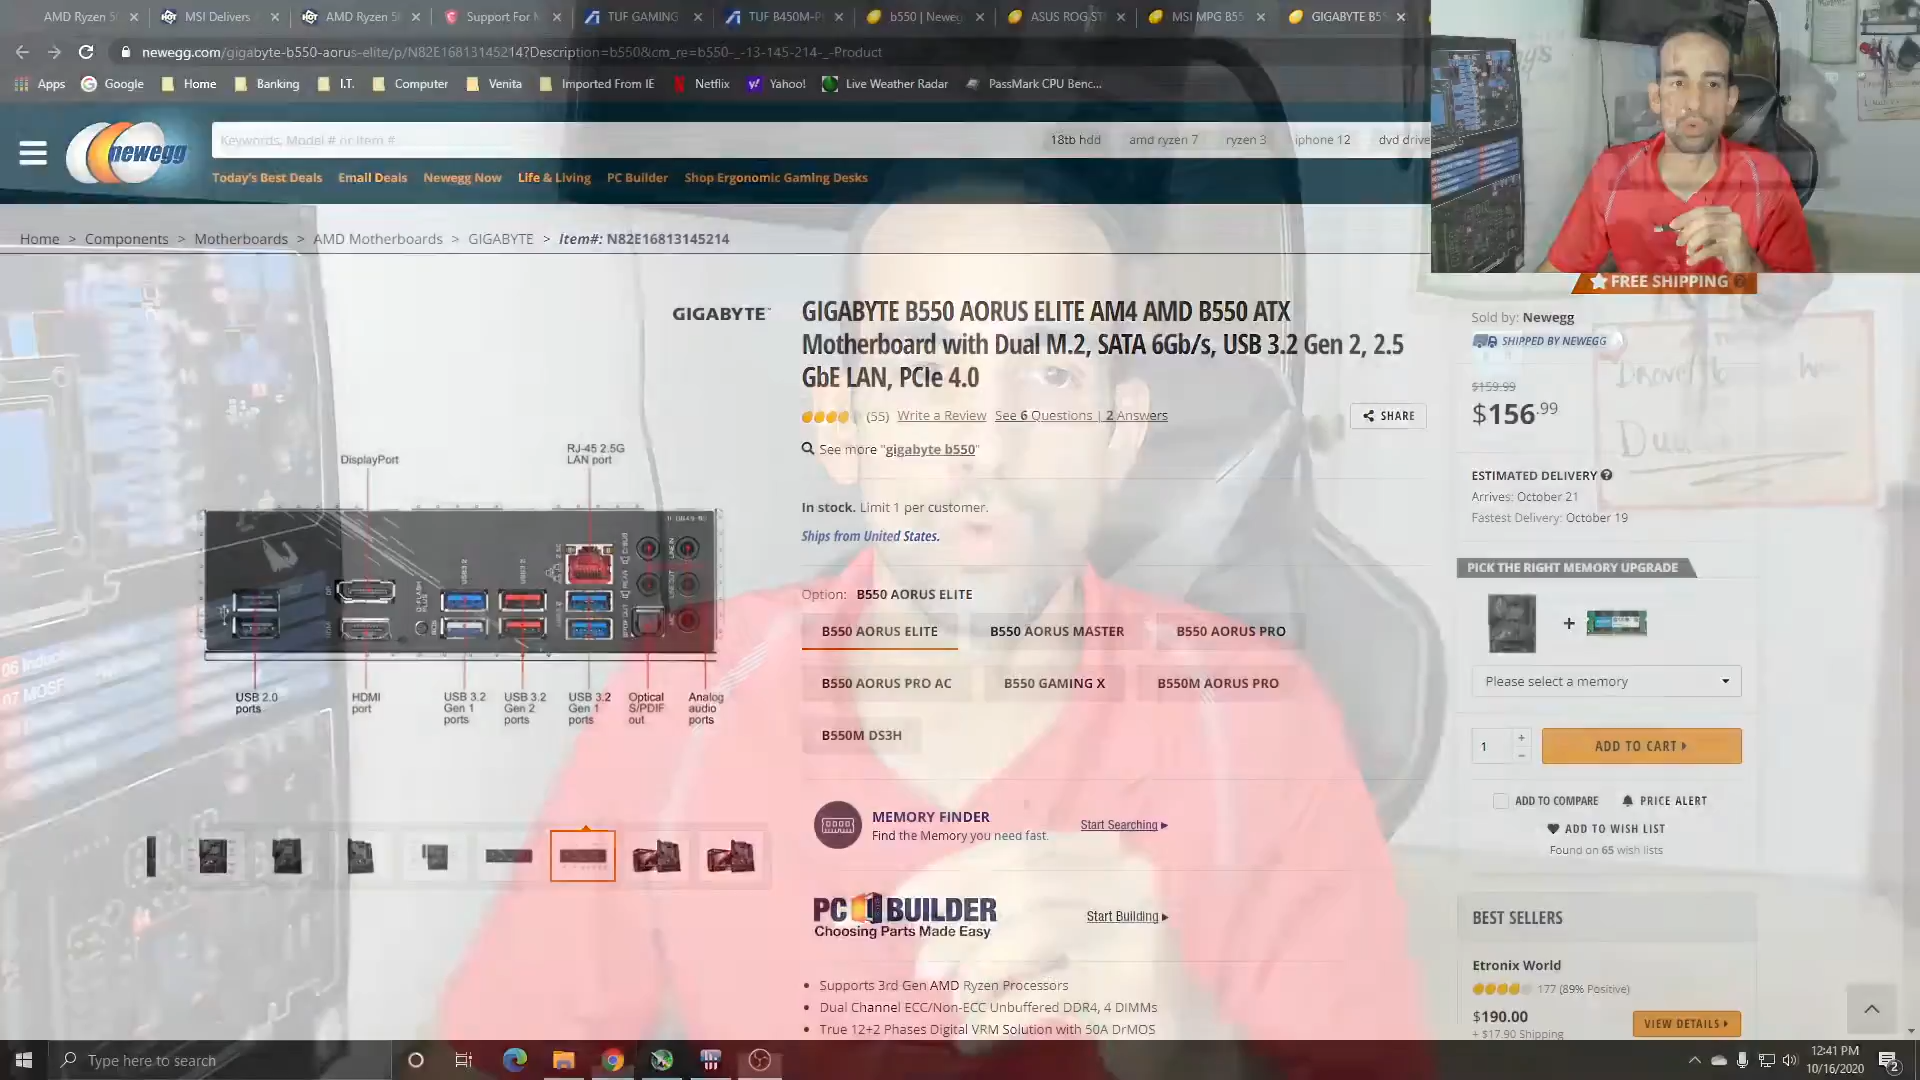 AMD Ryzen 5
MSI Delivers
AMD Ryzen 5
Support For
TUF GAMING
TUF B450M-P
b550 | Neweg
ASUS ROG ST
MSI MPG B55
GIGABYTE B55
newegg.com/gigabyte-b550-aorus-elite/p/N82E16813145214?Description=b550&cm_re=b550-_-13-145-214-_-Product
Apps
Google
Home
Banking
I.T.
Computer
Venita
Imported From IE
Netflix
Yahoo!
Live Weather Radar
PassMark CPU Benc...
newegg
Keywords, Model # or Item #
18tb hdd
amd ryzen 7
ryzen 3
iphone 12
dvd drive
Today's Best Deals
Email Deals
Newegg Now
Life & Living
PC Builder
Shop Ergonomic Gaming Desks
Home > Components > Motherboards > AMD Motherboards > GIGABYTE > Item#: N82E16813145214
GIGABYTE
GIGABYTE B550 AORUS ELITE AM4 AMD B550 ATX
Motherboard with Dual M.2, SATA 6Gb/s, USB 3.2 Gen 2, 2.5
GbE LAN, PCIe 4.0
(55) Write a Review See 6 Questions | 2 Answers
SHARE
See more "gigabyte b550"
In stock. Limit 1 per customer.
Ships from United States.
Option: B550 AORUS ELITE
B550 AORUS ELITE
B550 AORUS MASTER
B550 AORUS PRO
B550 AORUS PRO AC
B550 GAMING X
B550M AORUS PRO
B550M DS3H
DisplayPort
RJ-45 2.5G
LAN port
USB 2.0
ports
HDMI
port
USB 3.2
Gen 1
ports
USB 3.2
Gen 2
ports
USB 3.2
Gen 1
ports
Optical
S/PDIF
out
Analog
audio
ports
06 Induc
07 MOSF
MEMORY FINDER
Find the Memory you need fast.
Start Searching
PC BUILDER
Choosing Parts Made Easy
Start Building
Supports 3rd Gen AMD Ryzen Processors
Dual Channel ECC/Non-ECC Unbuffered DDR4, 4 DIMMs
True 12+2 Phases Digital VRM Solution with 50A DrMOS
FREE SHIPPING
Sold by: Newegg
SHIPPED BY NEWEGG
$159.99
$156.99
ESTIMATED DELIVERY
Arrives: October 21
Fastest Delivery: October 19
PICK THE RIGHT MEMORY UPGRADE
+
Please select a memory
1
ADD TO CART
ADD TO COMPARE
PRICE ALERT
ADD TO WISH LIST
Found on 65 wish lists
BEST SELLERS
Etronix World
177 (89% Positive)
$190.00
+ $17.90 Shipping
VIEW DETAILS
Type here to search
12:41 PM
10/16/2020
2